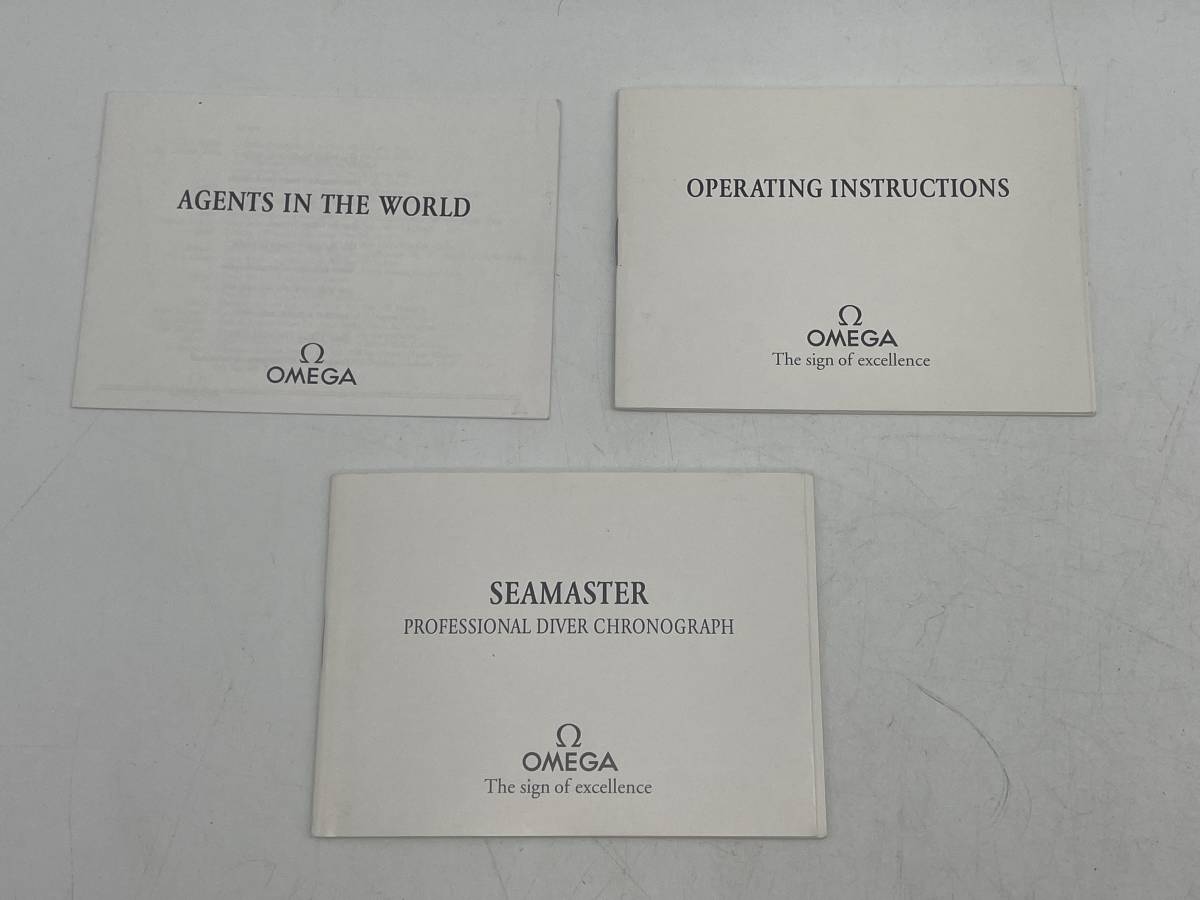 AGENTS IN THE WORLD
Ω
OMEGA
OPERATING INSTRUCTIONS
Ω
OMEGA
The sign of excellence
SEAMASTER
PROFESSIONAL DIVER CHRONOGRAPH
Ω
OMEGA
The sign of excellence